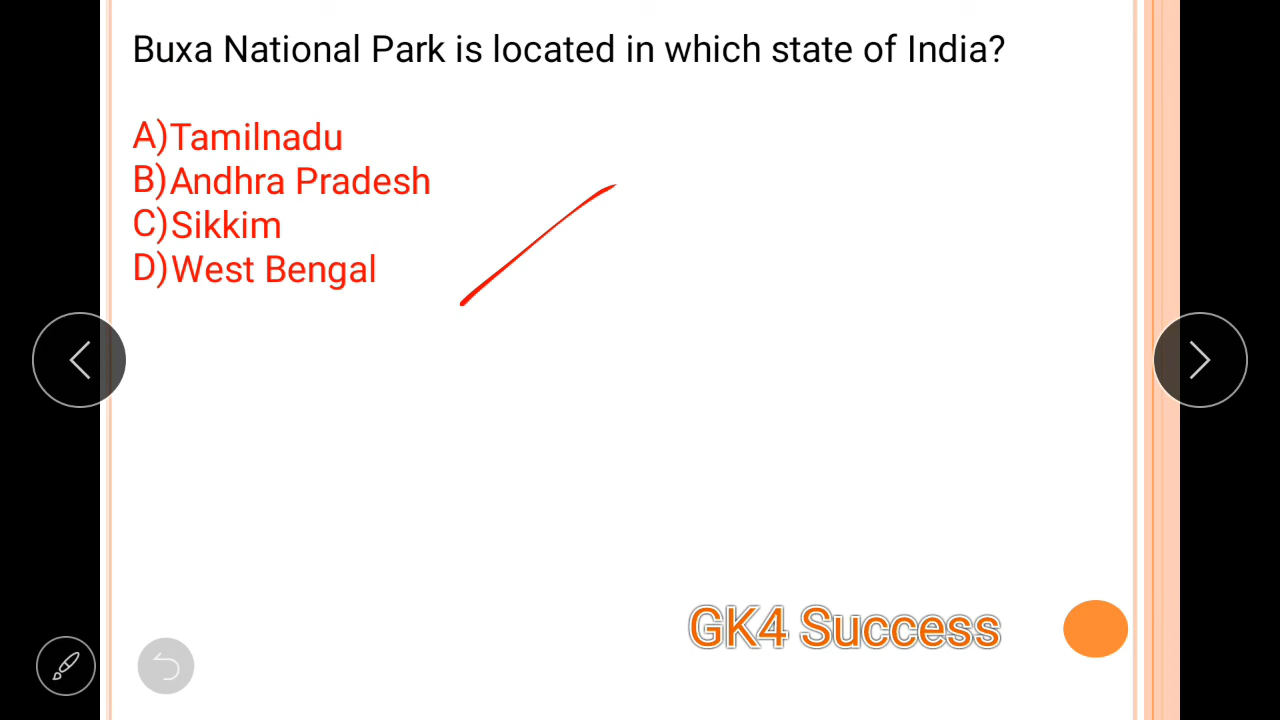 Buxa National Park is located in which state of India?
A)Tamilnadu
B)Andhra Pradesh
C)Sikkim
D)West Bengal
GK4 Success